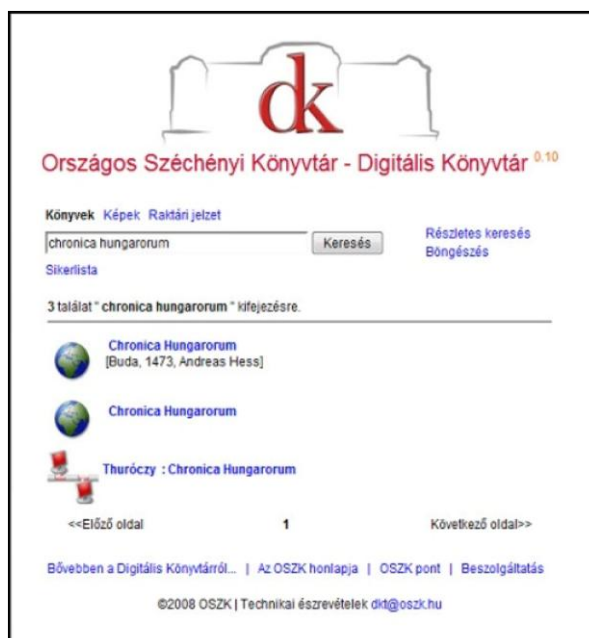 dk
Országos Széchényi Könyvtár - Digitális Könyvtár 0.10
Könyvek Képek Raktári jelzet
chronica hungarorum Keresés Részletes keresés
Böngészés
Sikerlista
3 találat " chronica hungarorum " kifejezésre.
Chronica Hungarorum
[Buda, 1473, Andreas Hess]
Chronica Hungarorum
Thuróczy : Chronica Hungarorum
<<Előző oldal 1 Következő oldal>>
Bővebben a Digitális Könyvtárról... | Az OSZK honlapja | OSZK pont | Beszolgáltatás
©2008 OSZK | Technikai észrevételek dkt@oszk.hu